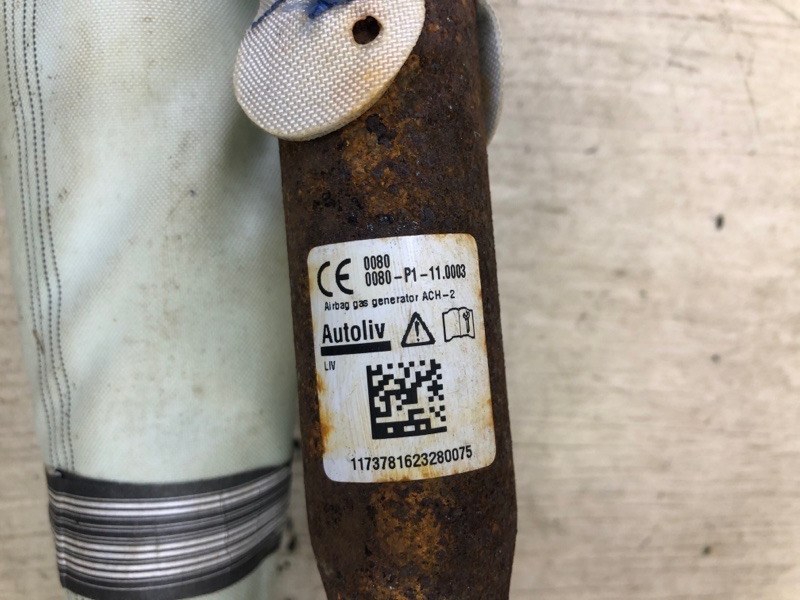 CE 0080
0080-P1-11.0003
Airbag gas generator ACH-2
Autoliv
LIV
1173781623280075